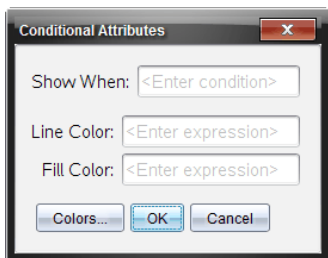 Conditional Attributes
Show When: <Enter condition>
Line Color: <Enter expression>
Fill Color: <Enter expression>
Colors... OK Cancel